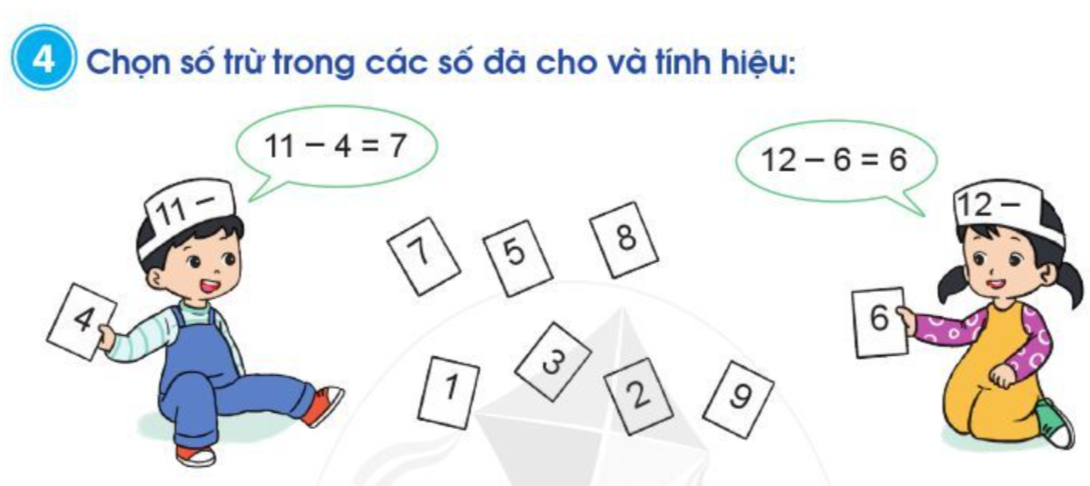 4 Chọn số trừ trong các số đã cho và tính hiệu:
11 – 4 = 7
12 – 6 = 6
11 –
12 –
7 5 8
4
6
1 3 2 9